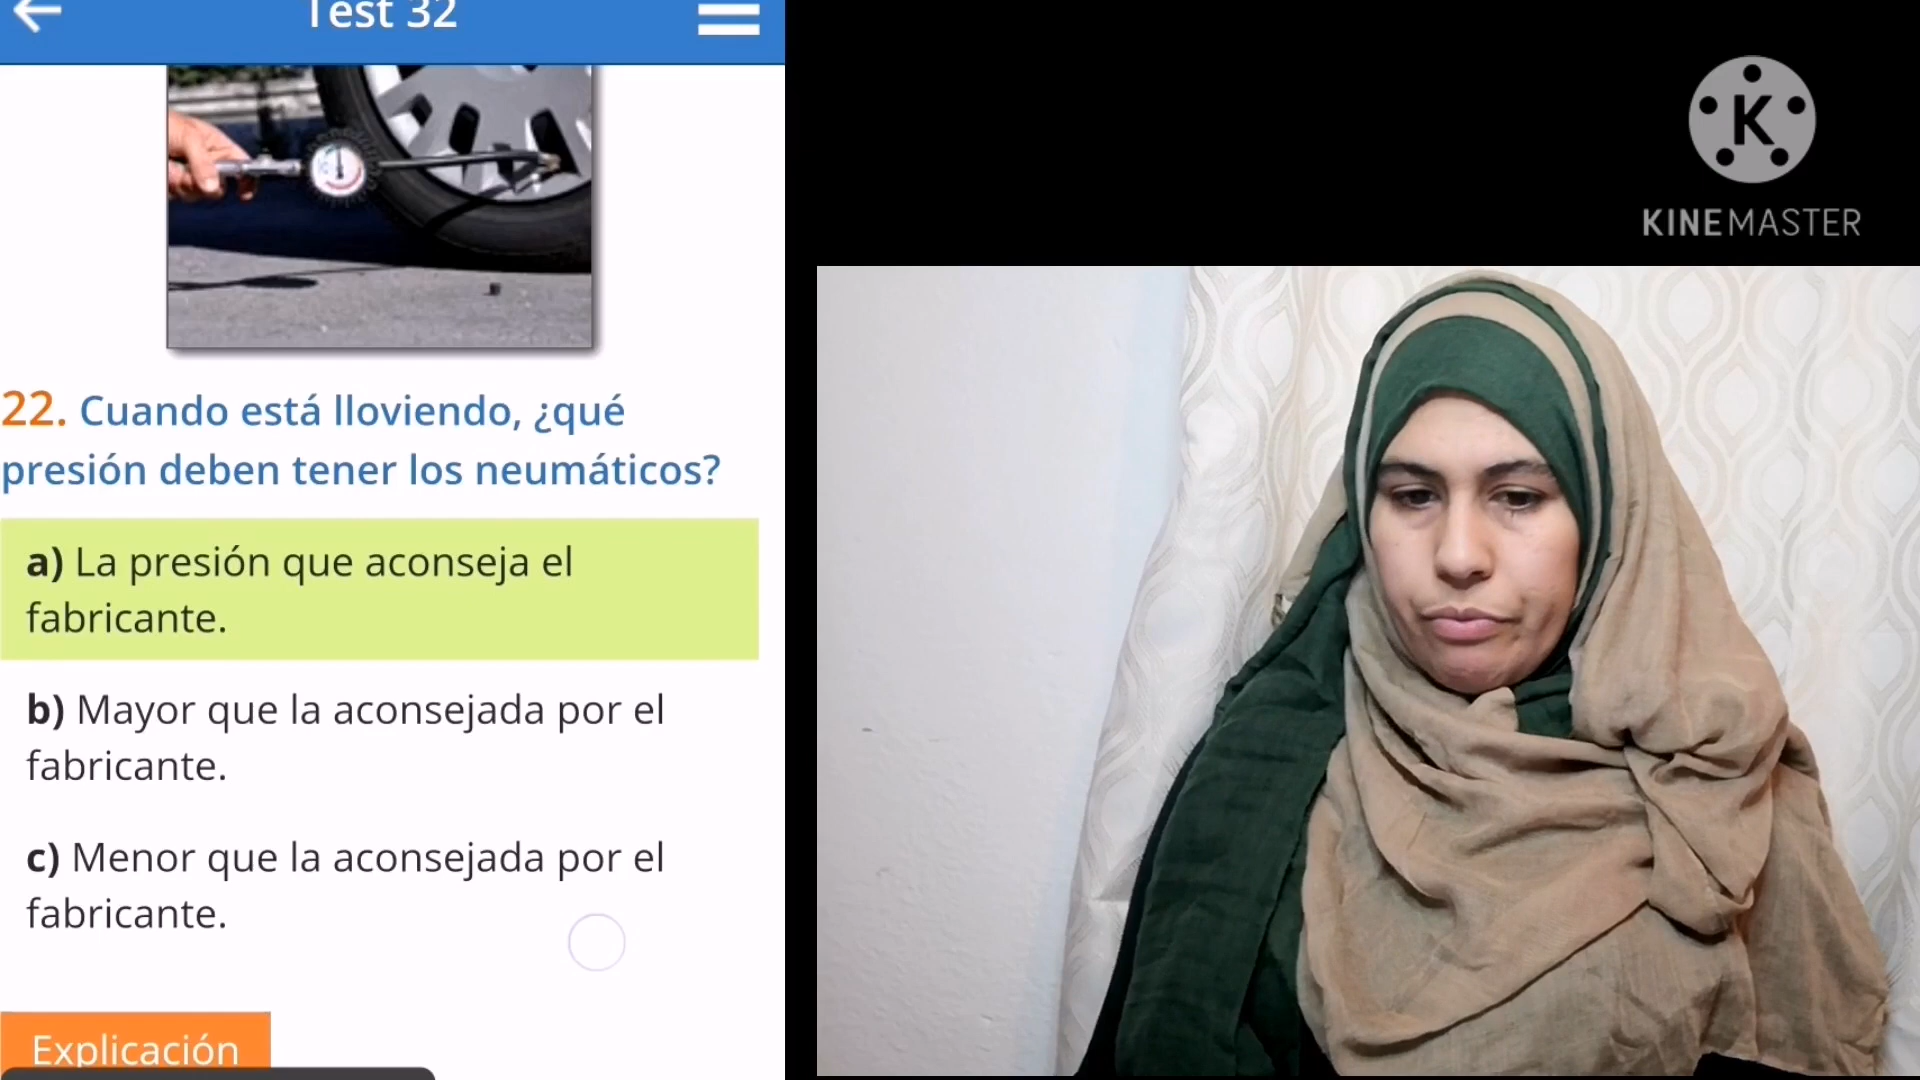 Test 32
22. Cuando está lloviendo, ¿qué
presión deben tener los neumáticos?
a) La presión que aconseja el
fabricante.
b) Mayor que la aconsejada por el
fabricante.
c) Menor que la aconsejada por el
fabricante.
Explicación
K
KINEMASTER